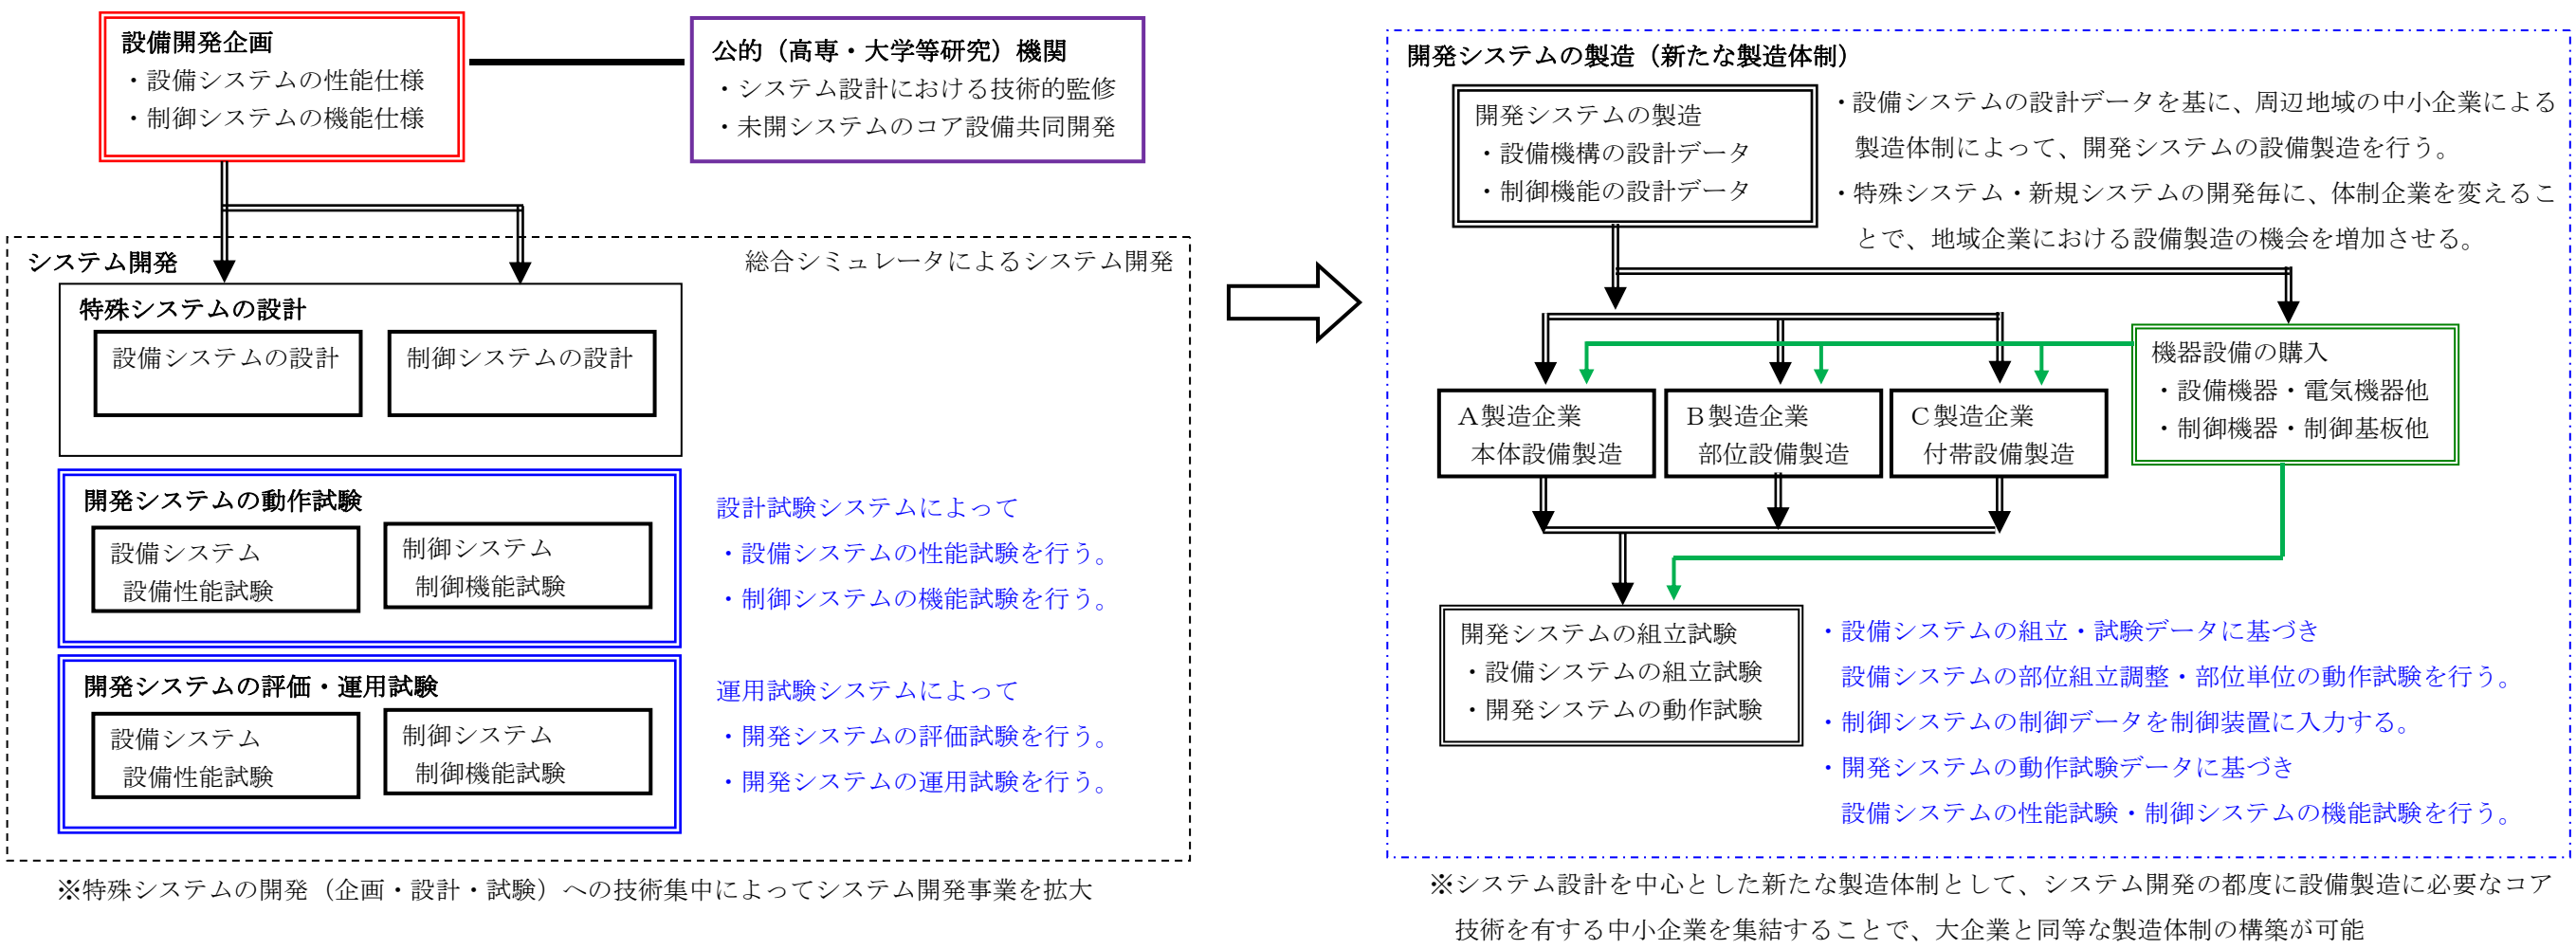 設備開発企画
・設備システムの性能仕様
・制御システムの機能仕様
公的（高専・大学等研究）機関
・システム設計における技術的監修
・未開システムのコア設備共同開発
システム開発
総合シミュレータによるシステム開発
特殊システムの設計
設備システムの設計
制御システムの設計
開発システムの動作試験
設備システム
設備性能試験
制御システム
制御機能試験
設計試験システムによって
・設備システムの性能試験を行う。
・制御システムの機能試験を行う。
開発システムの評価・運用試験
設備システム
設備性能試験
制御システム
制御機能試験
運用試験システムによって
・開発システムの評価試験を行う。
・開発システムの運用試験を行う。
※特殊システムの開発（企画・設計・試験）への技術集中によってシステム開発事業を拡大
開発システムの製造（新たな製造体制）
開発システムの製造
・設備機構の設計データ
・制御機能の設計データ
・設備システムの設計データを基に、周辺地域の中小企業による
製造体制によって、開発システムの設備製造を行う。
・特殊システム・新規システムの開発毎に、体制企業を変えるこ
とで、地域企業における設備製造の機会を増加させる。
機器設備の購入
・設備機器・電気機器他
・制御機器・制御基板他
Ａ製造企業
本体設備製造
Ｂ製造企業
部位設備製造
Ｃ製造企業
付帯設備製造
開発システムの組立試験
・設備システムの組立試験
・開発システムの動作試験
・設備システムの組立・試験データに基づき
設備システムの部位組立調整・部位単位の動作試験を行う。
・制御システムの制御データを制御装置に入力する。
・開発システムの動作試験データに基づき
設備システムの性能試験・制御システムの機能試験を行う。
※システム設計を中心とした新たな製造体制として、システム開発の都度に設備製造に必要なコア
技術を有する中小企業を集結することで、大企業と同等な製造体制の構築が可能